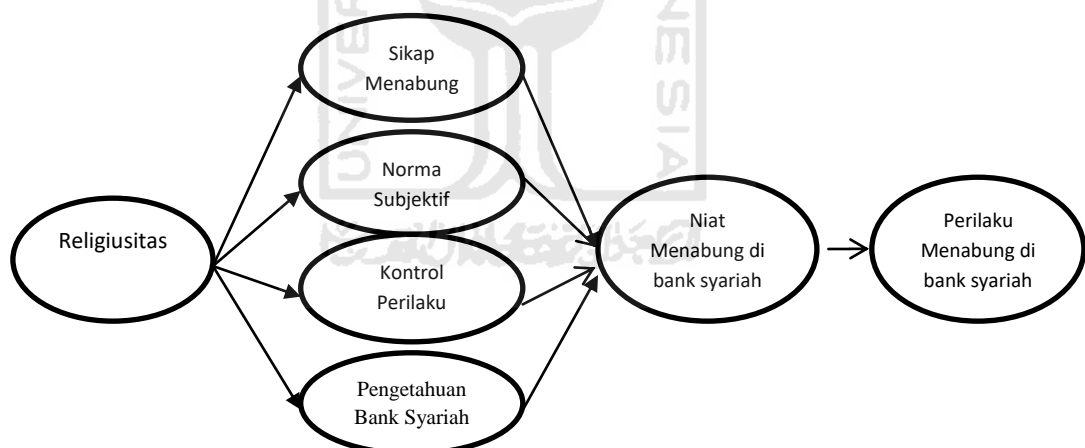 Sikap
Menabung
Norma
Subjektif
Religiusitas
Kontrol
Perilaku
Pengetahuan
Bank Syariah
Niat
Menabung di
bank syariah
Perilaku
Menabung di
bank syariah